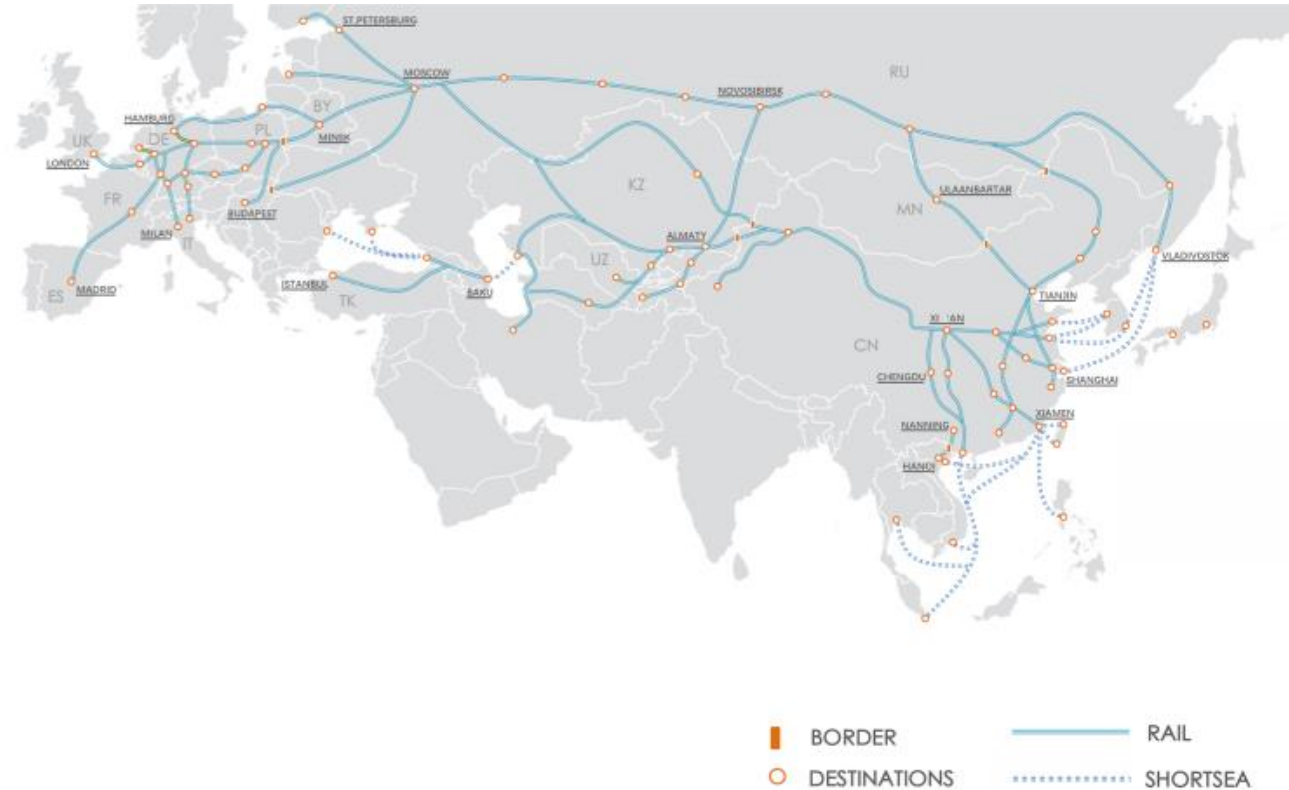 ST.PETERSBURG
MOSCOW
RU
NOVOSIBIRSK
HAMBURG
BY
UK
DE
PL
MINSK
LONDON
KZ
ULAANBARTAR
FR
MN
BUDAPEST
MILAN
IT
ALMATY
VLADIVOSTOK
UZ
ES
MADRID
ISTANBUL
TK
BAKU
TIANJIN
XI 'AN
CN
CHENGDU
SHANGHAI
XIAMEN
NANNING
HANOI
BORDER
RAIL
DESTINATIONS
SHORTSEA